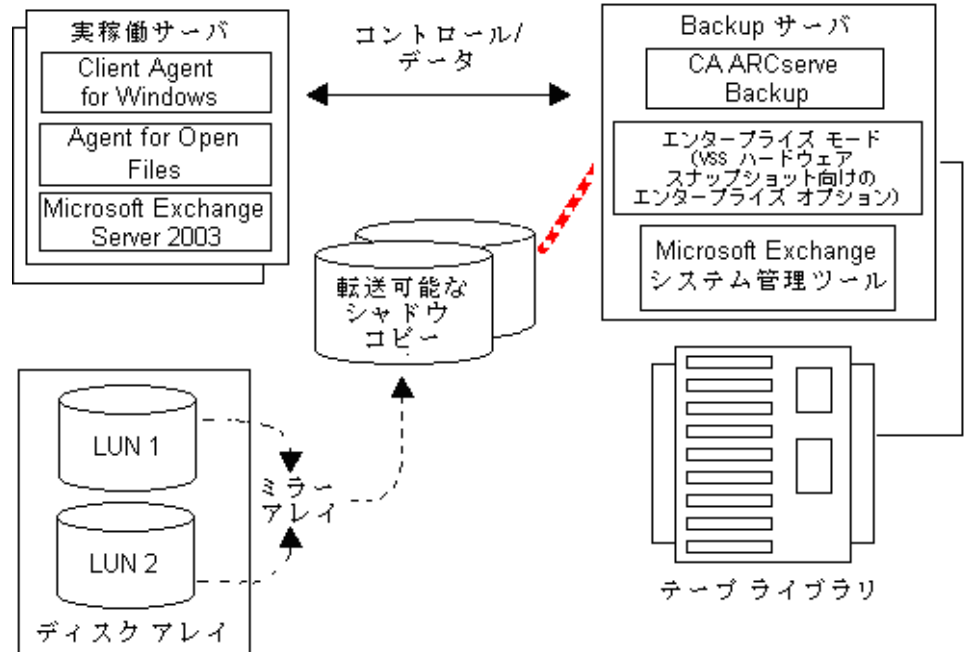 実稼働サーバ
Client Agent
for Windows
Agent for Open
Files
Microsoft Exchange
Server 2003
コントロール/
データ
Backup サーバ
CA ARCserve
Backup
エンタープライズ モード
(VSS ハードウェア
スナップショット向けの
エンタープライズ オプション)
Microsoft Exchange
システム管理ツール
転送可能な
シャドウ
コピー
LUN 1
LUN 2
ミラー
アレイ
ディスク アレイ
テープ ライブラリ